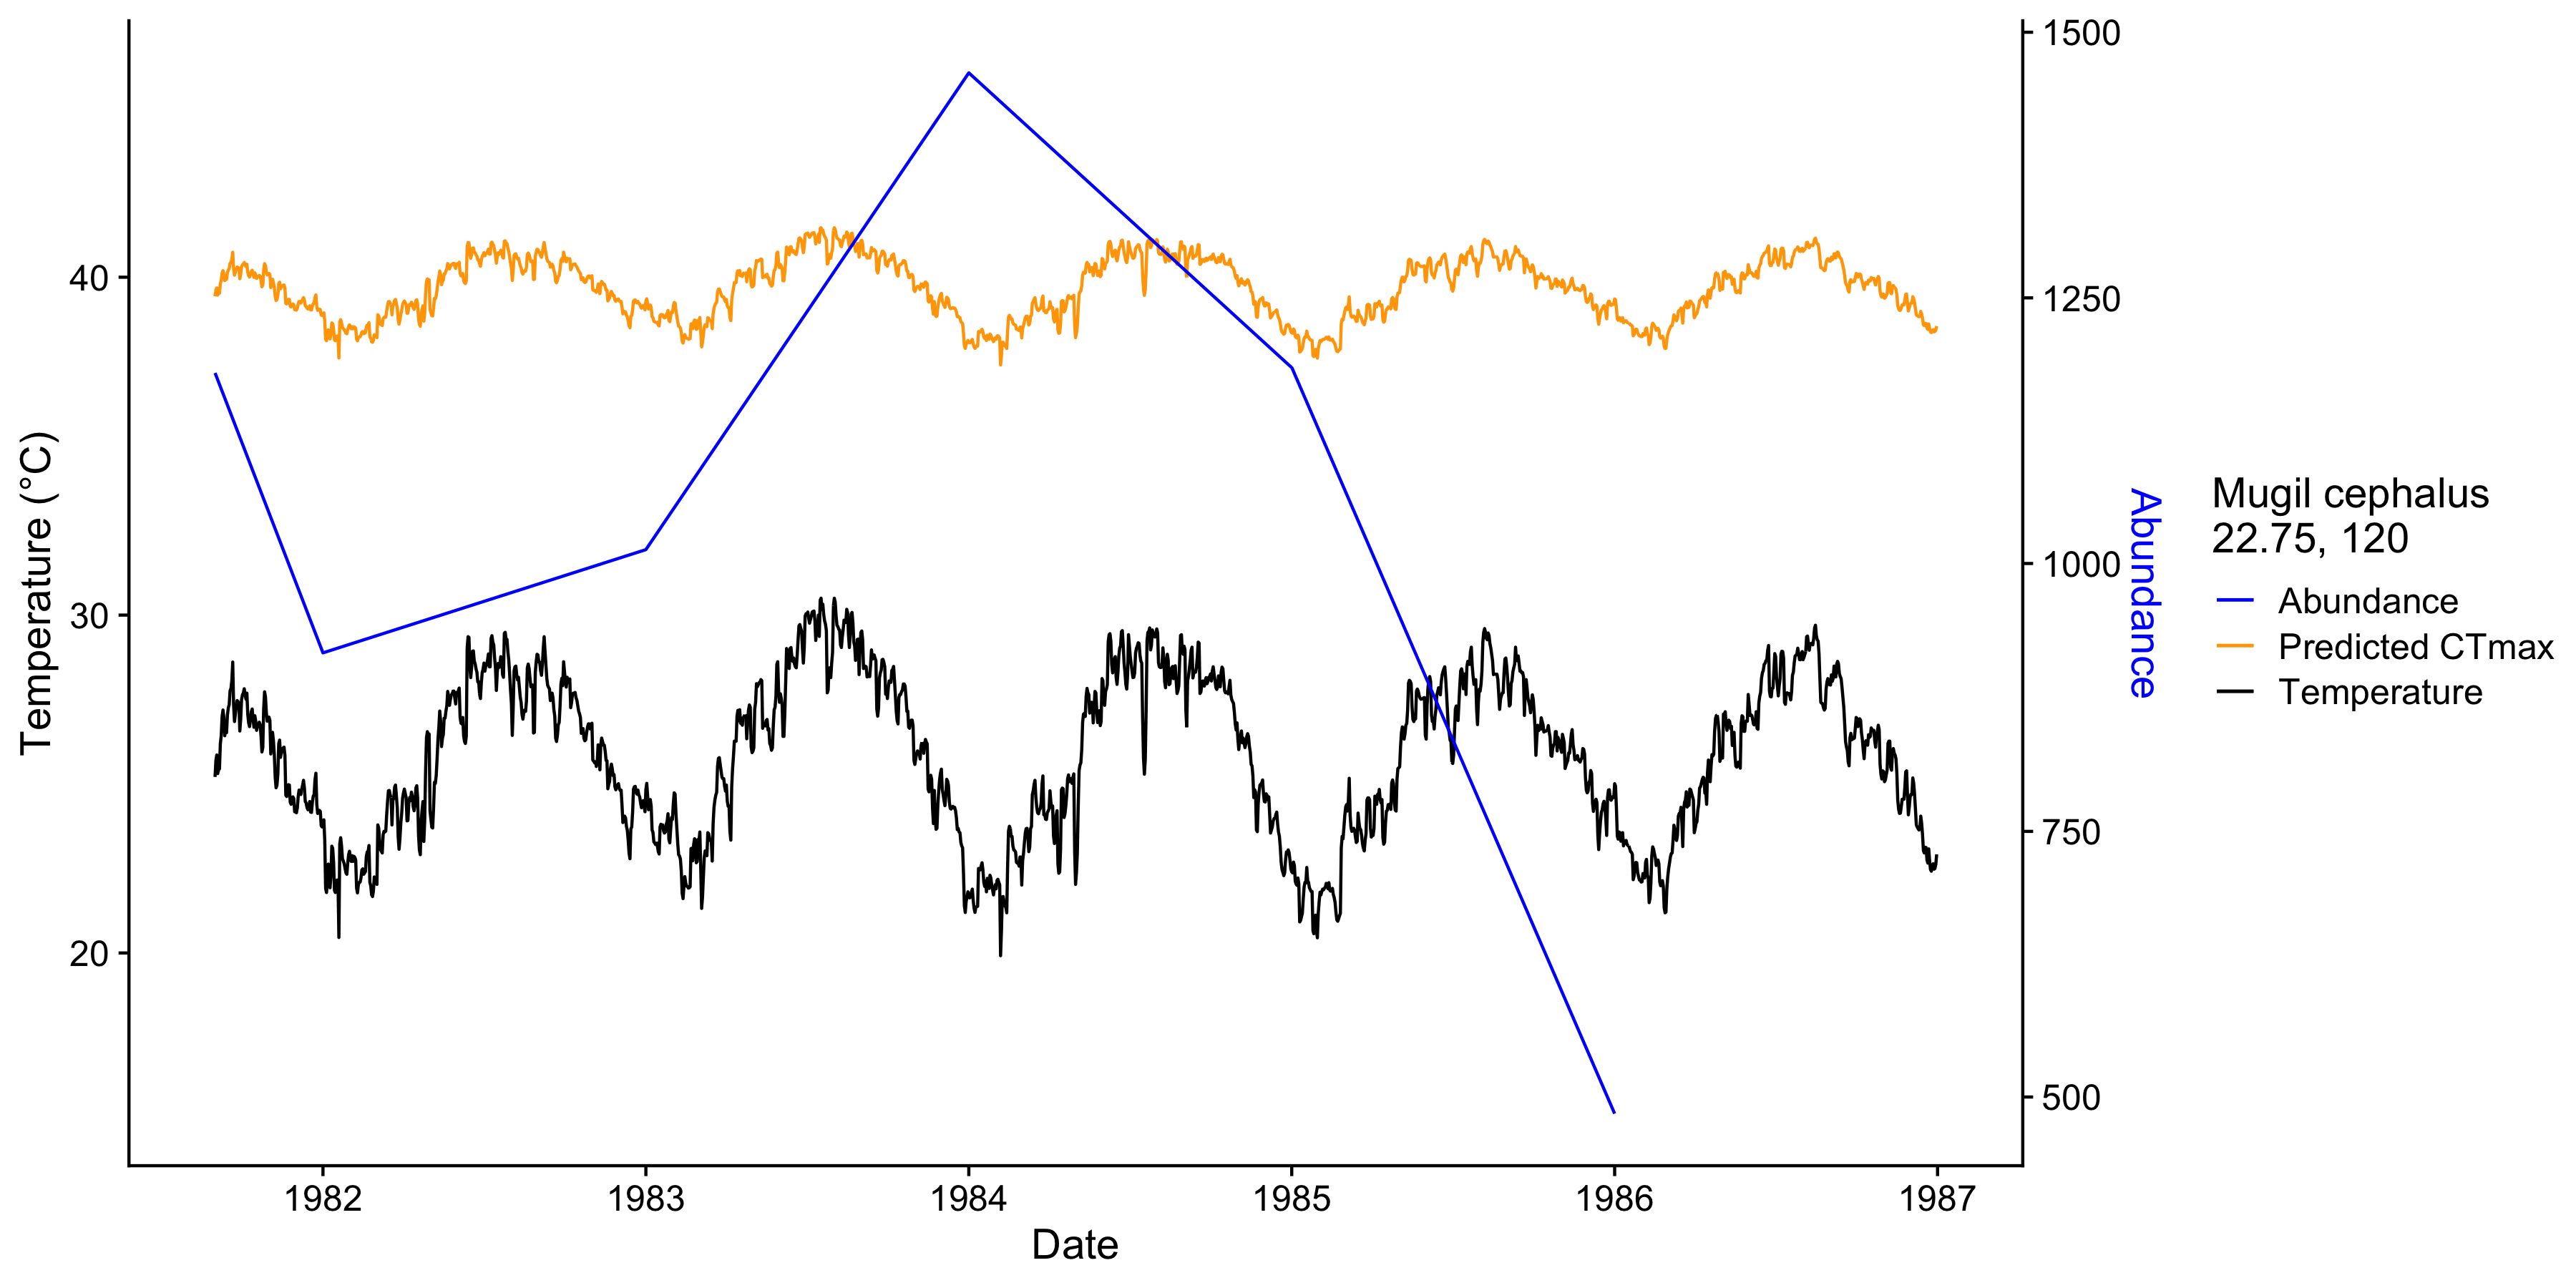 Temperature (°C)
40
30
20
1982
1983
1984
1985
1986
1987
Date
1500
1250
1000
750
500
Abundance
Mugil cephalus
22.75, 120
Abundance
Predicted CTmax
Temperature